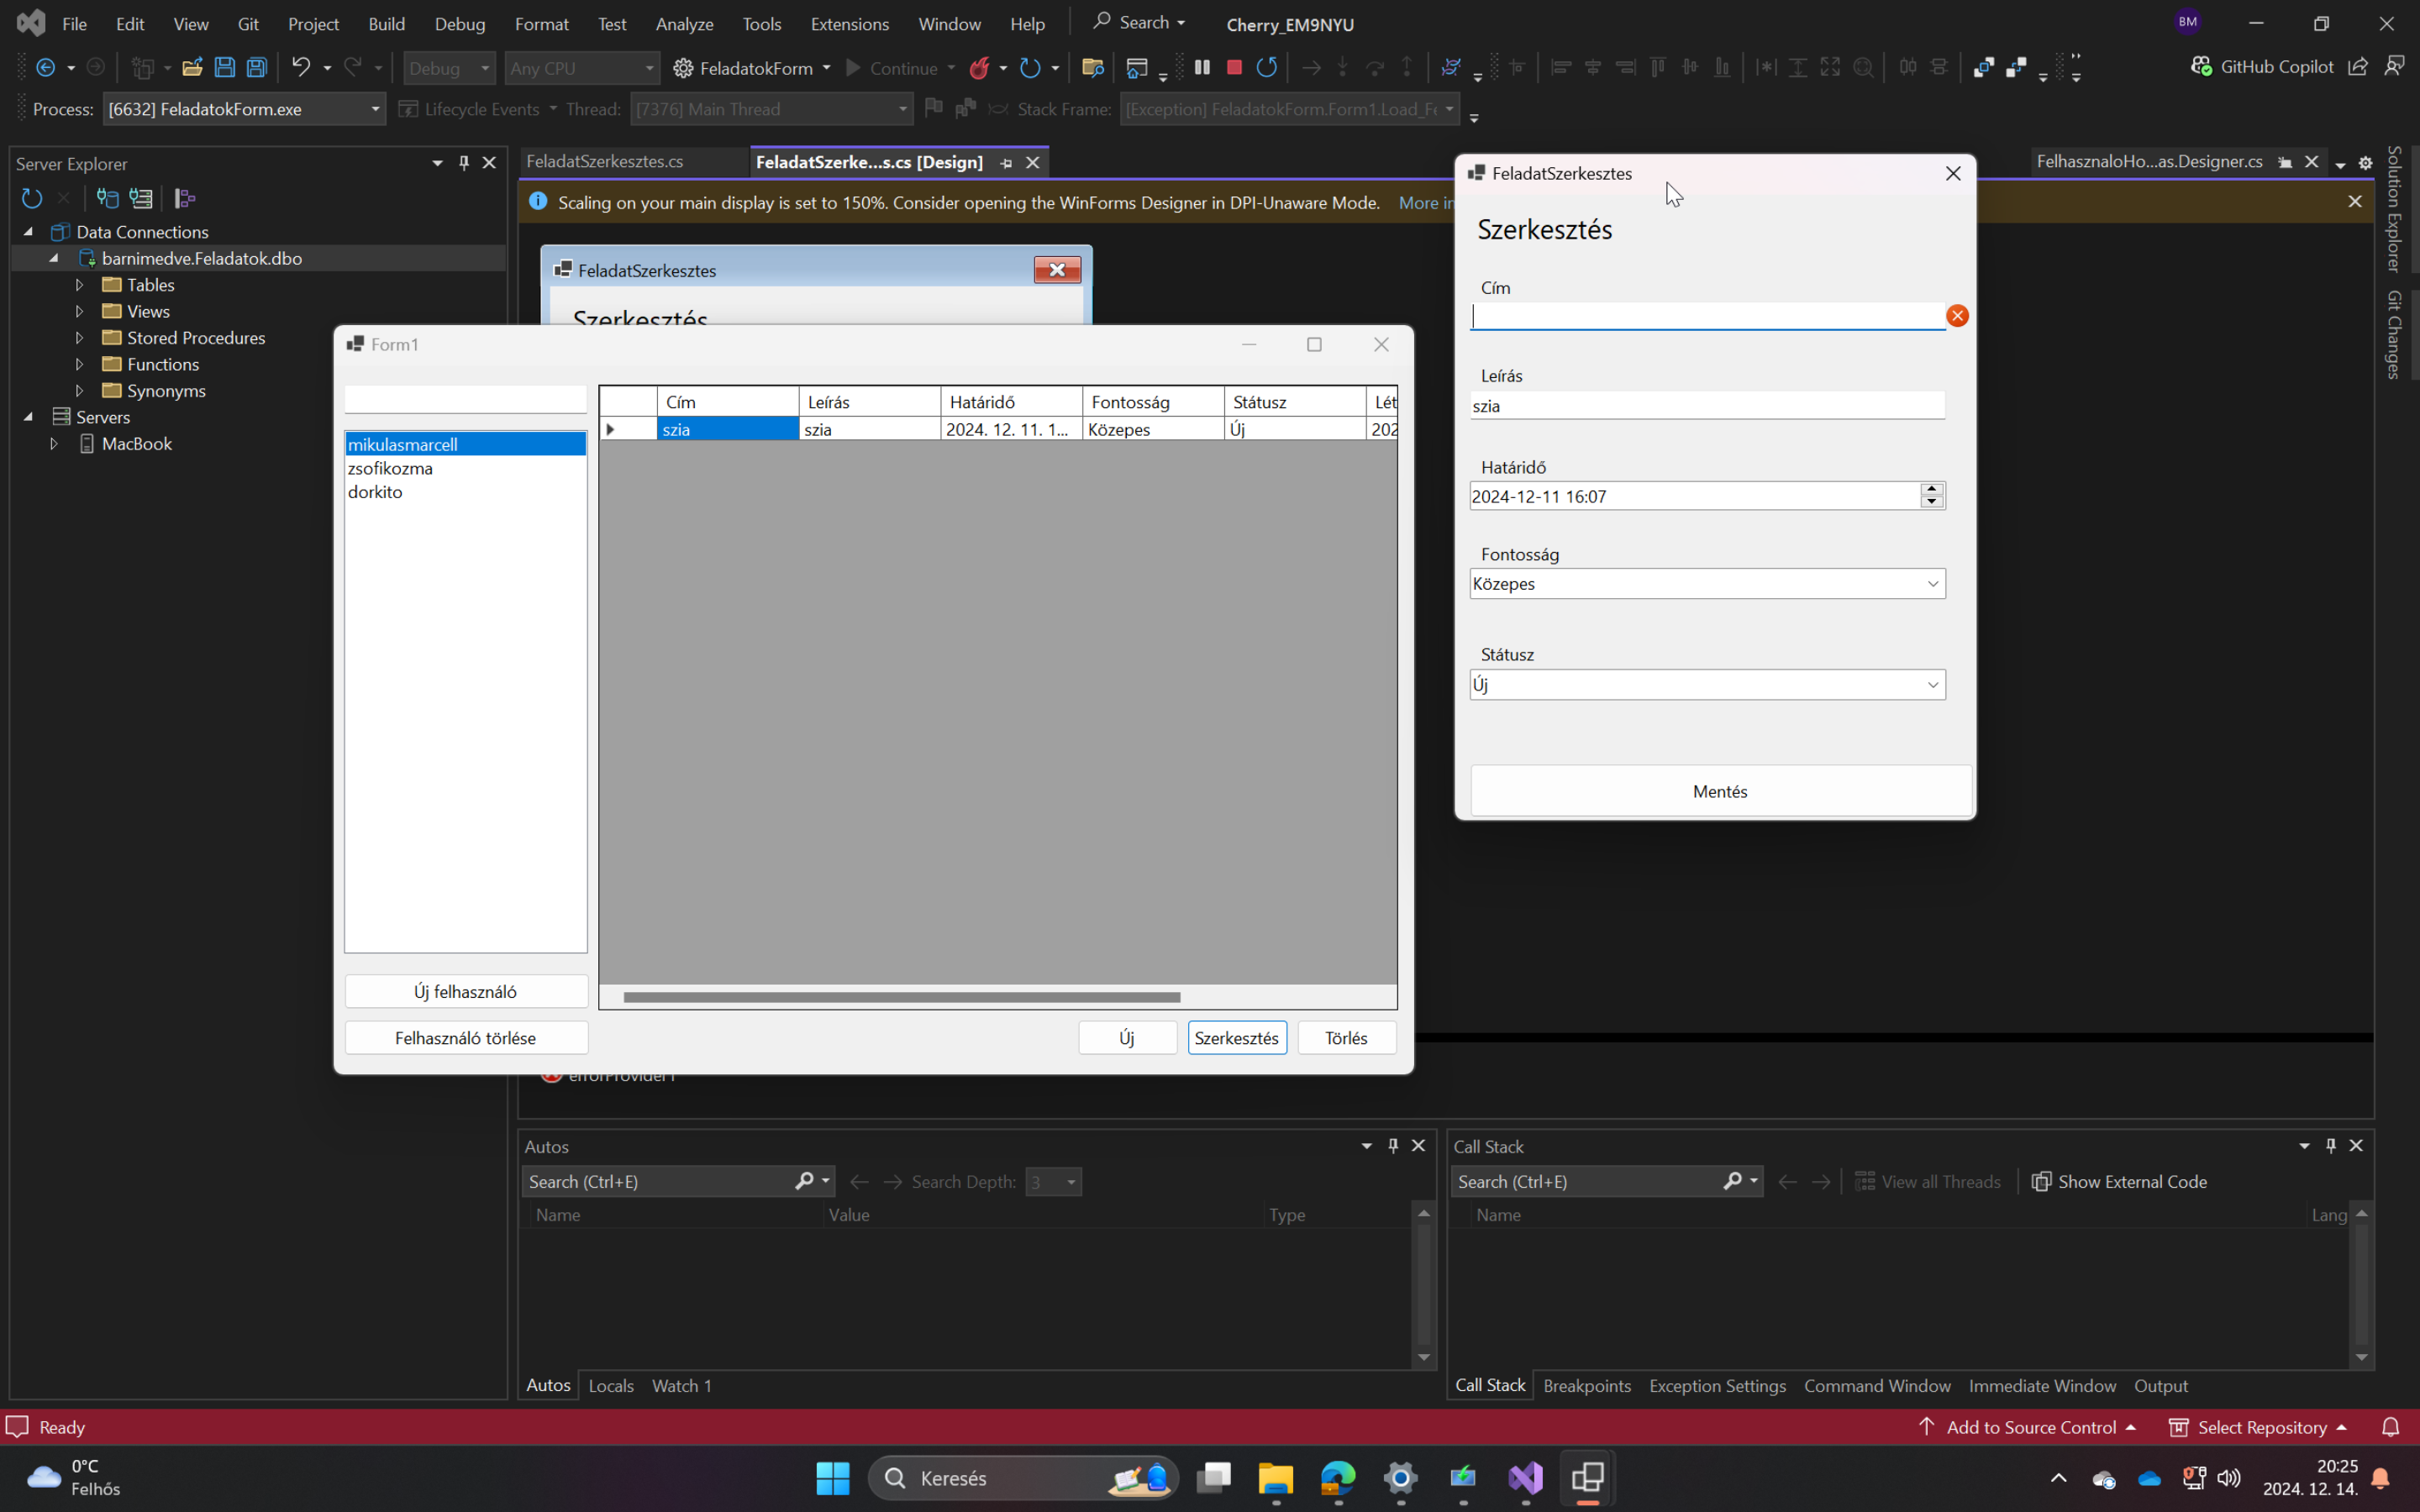 File Edit View Git Project Build Debug Format Test Analyze Tools Extensions Window Help Search Cherry_EM9NYU BM
Debug Any CPU FeladatokForm Continue GitHub Copilot
Process: [6632] FeladatokForm.exe Lifecycle Events Thread: [7376] Main Thread Stack Frame: [Exception] FeladatokForm.Form1.Load_Fe
Server Explorer
Data Connections
barnimedve.Feladatok.dbo
Tables
Views
Stored Procedures
Functions
Synonyms
Servers
MacBook
FeladatSzerkesztes.cs FeladatSzerke...s.cs [Design] FelhasznaloHo...as.Designer.cs
Scaling on your main display is set to 150%. Consider opening the WinForms Designer in DPI-Unaware Mode. More in
FeladatSzerkesztes
Szerkesztés
Form1
mikulasmarcell
zsofikozma
dorkito
Cím Leírás Határidő Fontosság Státusz Lét
szia szia 2024. 12. 11. 1... Közepes Új 202
Új felhasználó
Felhasználó törlése
Új Szerkesztés Törlés
errorProvider1
FeladatSzerkesztes
Szerkesztés
Cím
Leírás
szia
Határidő
2024-12-11 16:07
Fontosság
Közepes
Státusz
Új
Mentés
Solution Explorer
Git Changes
Autos
Search (Ctrl+E) Search Depth: 3
Name Value Type
Autos Locals Watch 1
Call Stack
Search (Ctrl+E) View all Threads Show External Code
Name Lang
Call Stack Breakpoints Exception Settings Command Window Immediate Window Output
Ready Add to Source Control Select Repository
0°C
Felhős
Keresés
20:25
2024. 12. 14.